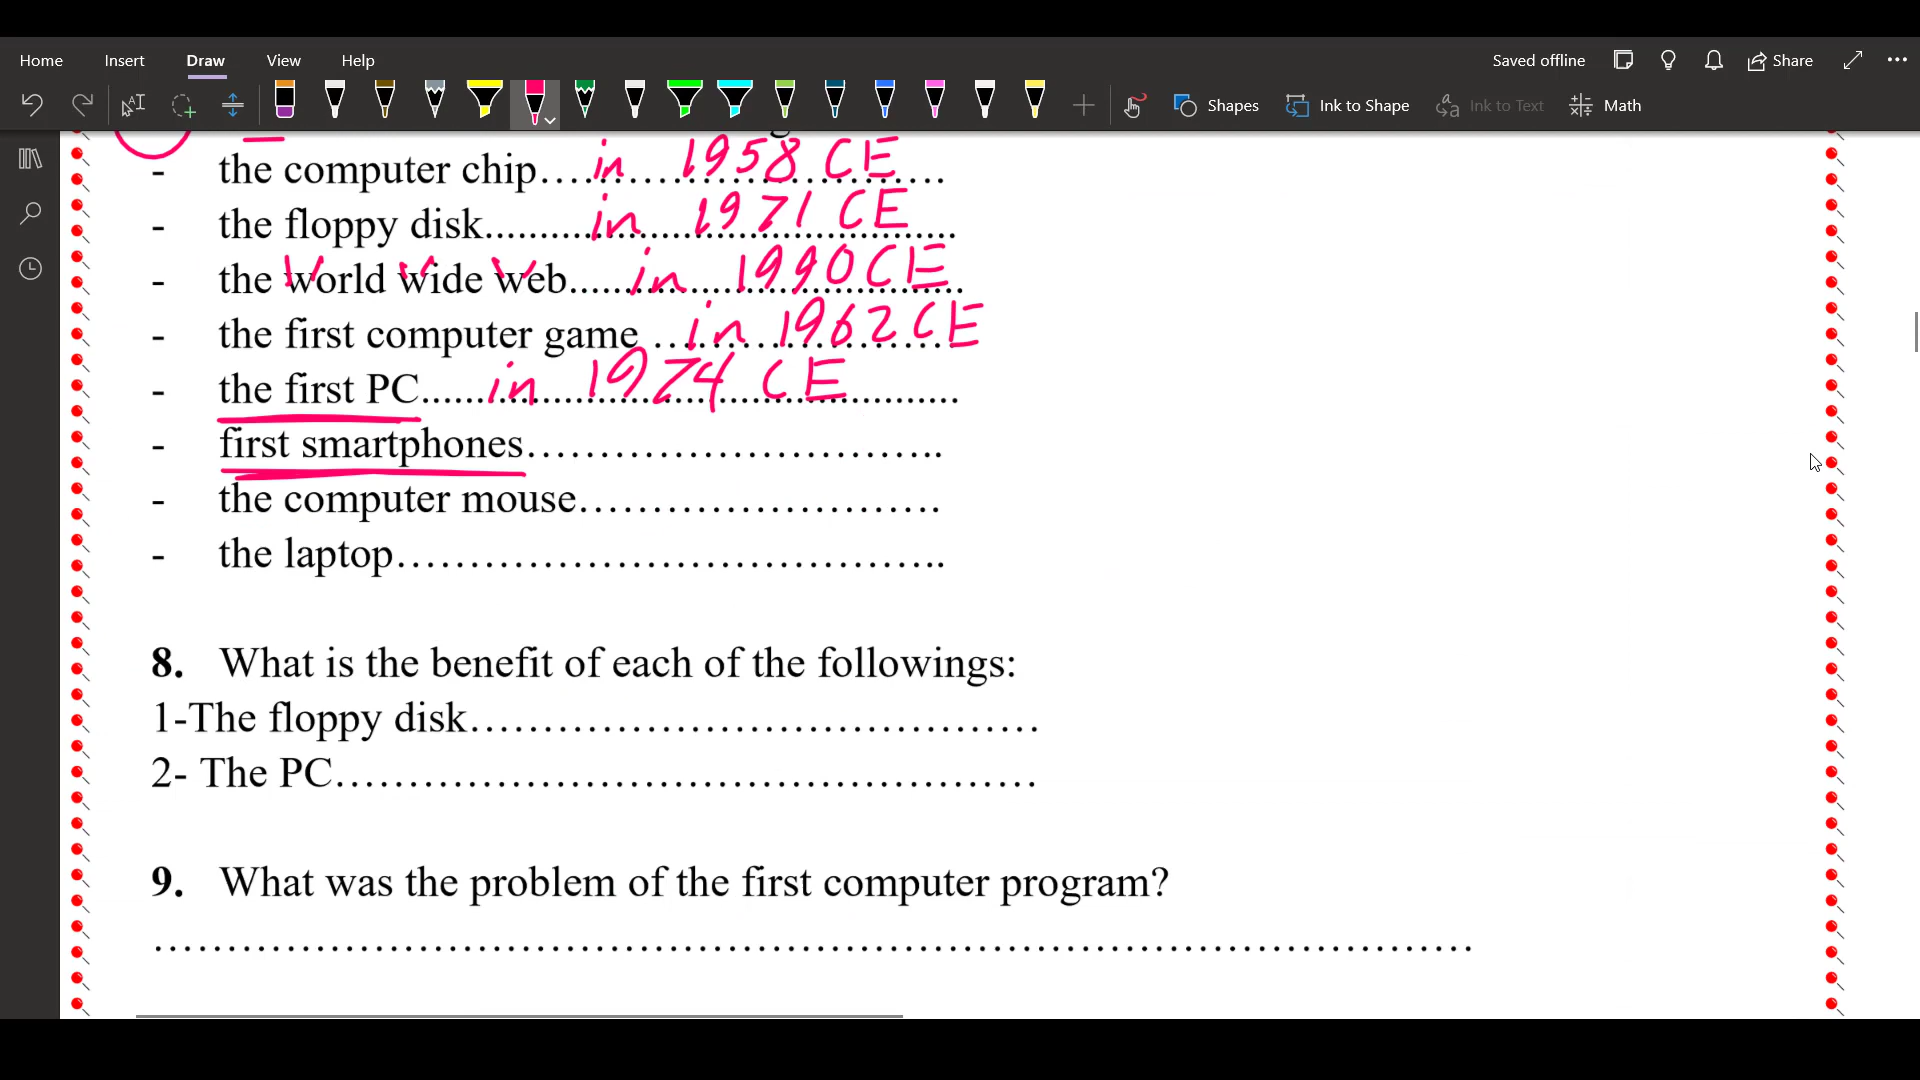 Home Insert Draw View Help Saved offline Share
Shapes Ink to Shape Ink to Text Math
- the computer chip.... in 1958 CE
- the floppy disk.......... in 1971 CE
- the world wide web..... in 1990 CE
- the first computer game ... in 1962 CE
- the first PC...... in 1974 CE
- first smartphones………………………..
- the computer mouse…………………….
- the laptop………………………………..
8. What is the benefit of each of the followings:
1-The floppy disk…………………………………
2- The PC…………………………………………
9. What was the problem of the first computer program?
………………………………………………………………………………